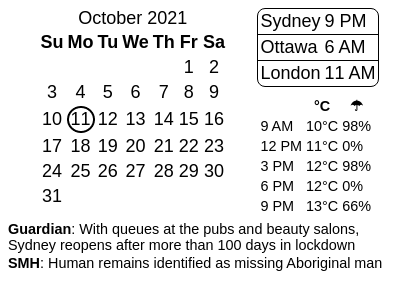 October 2021
Su Mo Tu We Th Fr Sa
1 2
3 4 5 6 7 8 9
10 11 12 13 14 15 16
17 18 19 20 21 22 23
24 25 26 27 28 29 30
31
Sydney 9 PM
Ottawa 6 AM
London 11 AM
°C ☂
9 AM 10°C 98%
12 PM 11°C 0%
3 PM 12°C 98%
6 PM 12°C 0%
9 PM 13°C 66%
Guardian: With queues at the pubs and beauty salons,
Sydney reopens after more than 100 days in lockdown
SMH: Human remains identified as missing Aboriginal man